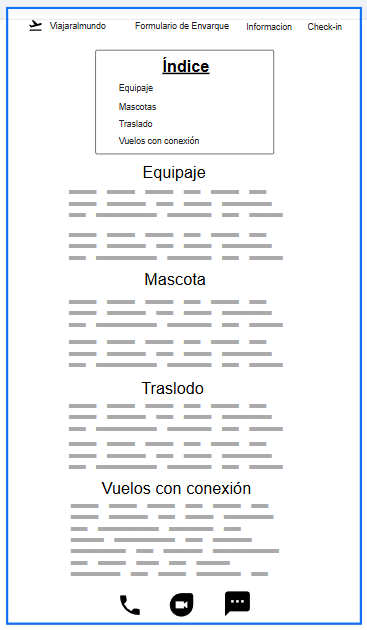 Viajaralmundo Formulario de Envarque Informacion Check-in
Índice
Equipaje
Mascotas
Traslado
Vuelos con conexión
Equipaje
Mascota
Traslodo
Vuelos con conexión